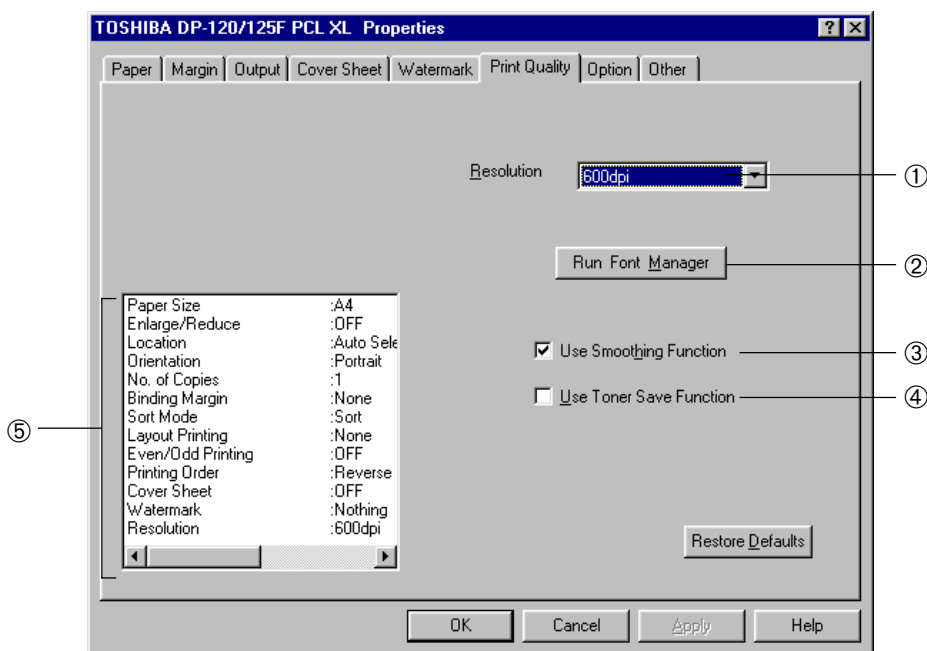 TOSHIBA DP-120/125F PCL XL Properties
Paper Margin Output Cover Sheet Watermark Print Quality Option Other
Resolution 600dpi ①
Run Font Manager ②
Paper Size :A4
Enlarge/Reduce :OFF
Location :Auto Sele
Orientation :Portrait
No. of Copies :1
Binding Margin :None
Sort Mode :Sort
Layout Printing :None
Even/Odd Printing :OFF
Printing Order :Reverse
Cover Sheet :OFF
Watermark :Nothing
Resolution :600dpi
⑤
Use Smoothing Function ③
Use Toner Save Function ④
Restore Defaults
OK Cancel Apply Help